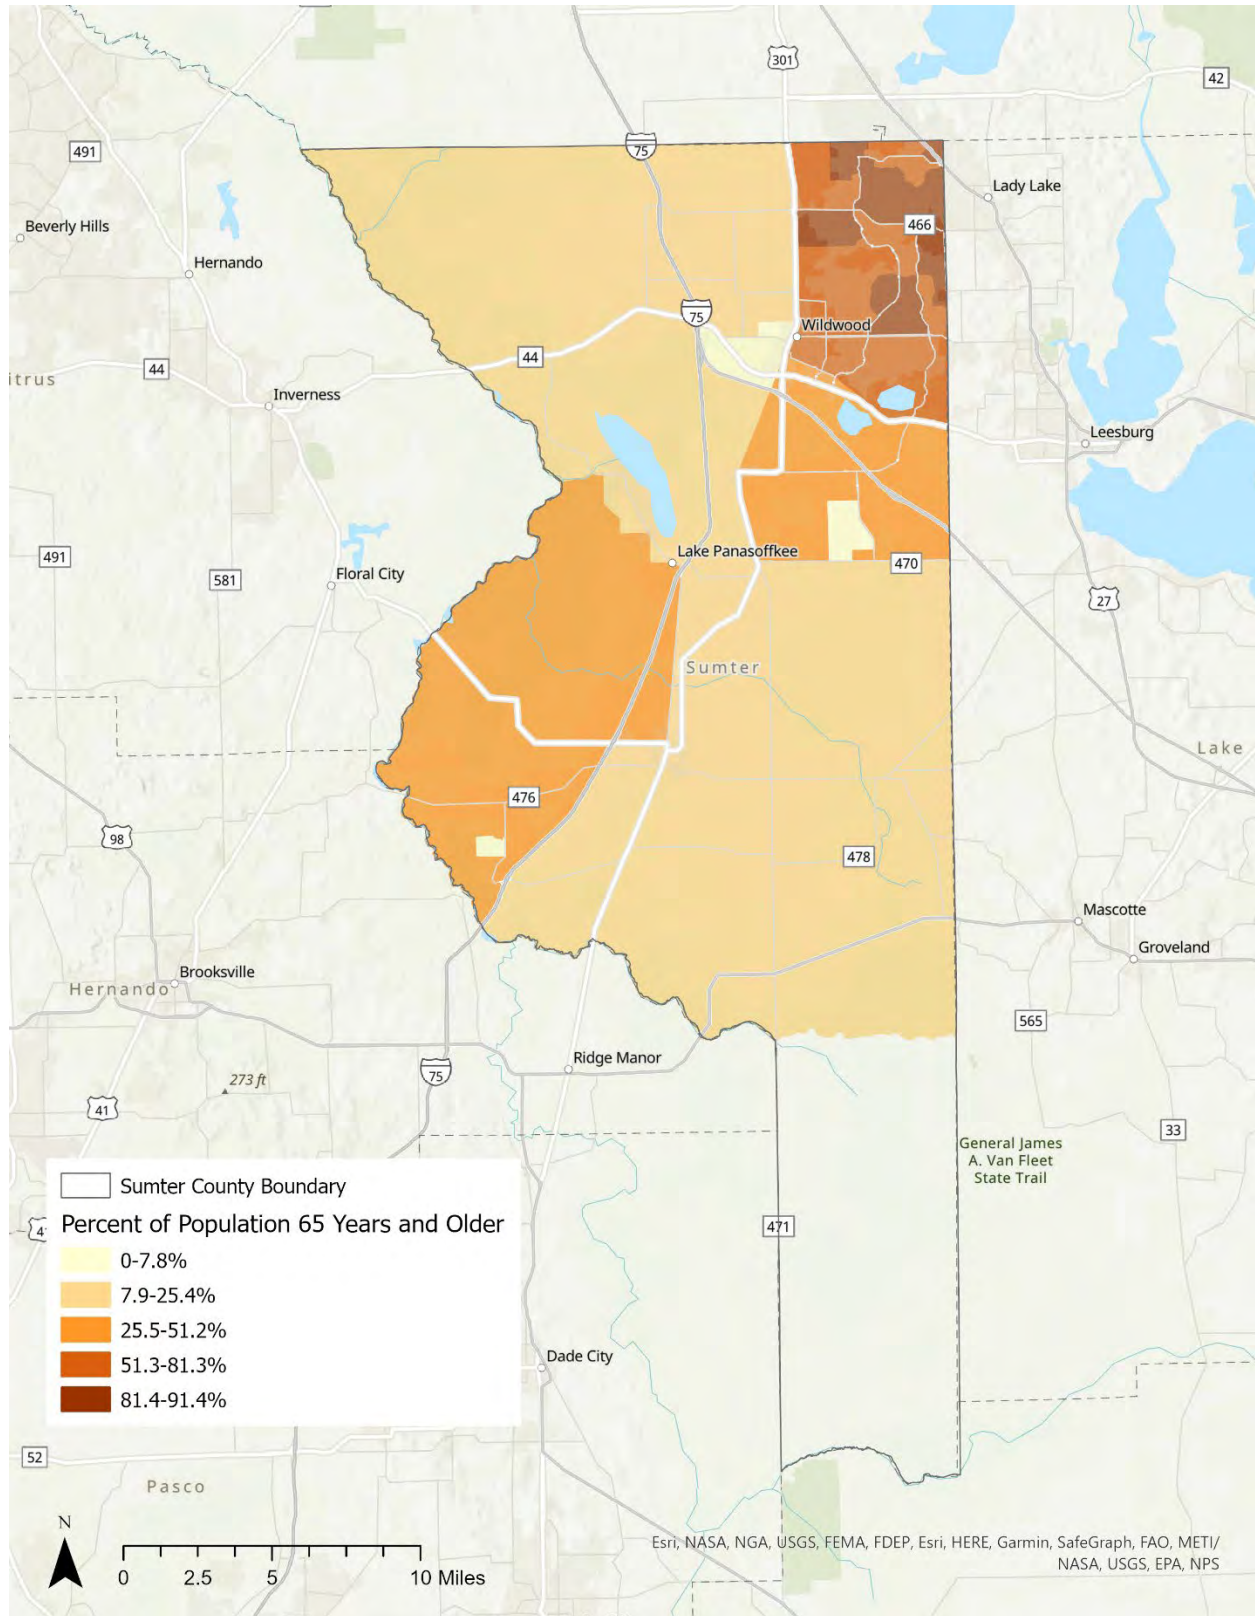 301
42
491
75
Lady Lake
Beverly Hills
466
Hernando
75
Wildwood
44
44
itrus
Inverness
Leesburg
491
Lake Panasoffkee
470
581
Floral City
27
Sumter
Lake
476
98
478
Mascotte
Groveland
Brooksville
Hernando
565
Ridge Manor
75
273 ft
41
33
General James
A. Van Fleet
State Trail
Sumter County Boundary
Percent of Population 65 Years and Older
4
471
0-7.8%
7.9-25.4%
25.5-51.2%
51.3-81.3%
81.4-91.4%
Dade City
52
Pasco
N
0 2.5 5 10 Miles
Esri, NASA, NGA, USGS, FEMA, FDEP, Esri, HERE, Garmin, SafeGraph, FAO, METI/
NASA, USGS, EPA, NPS